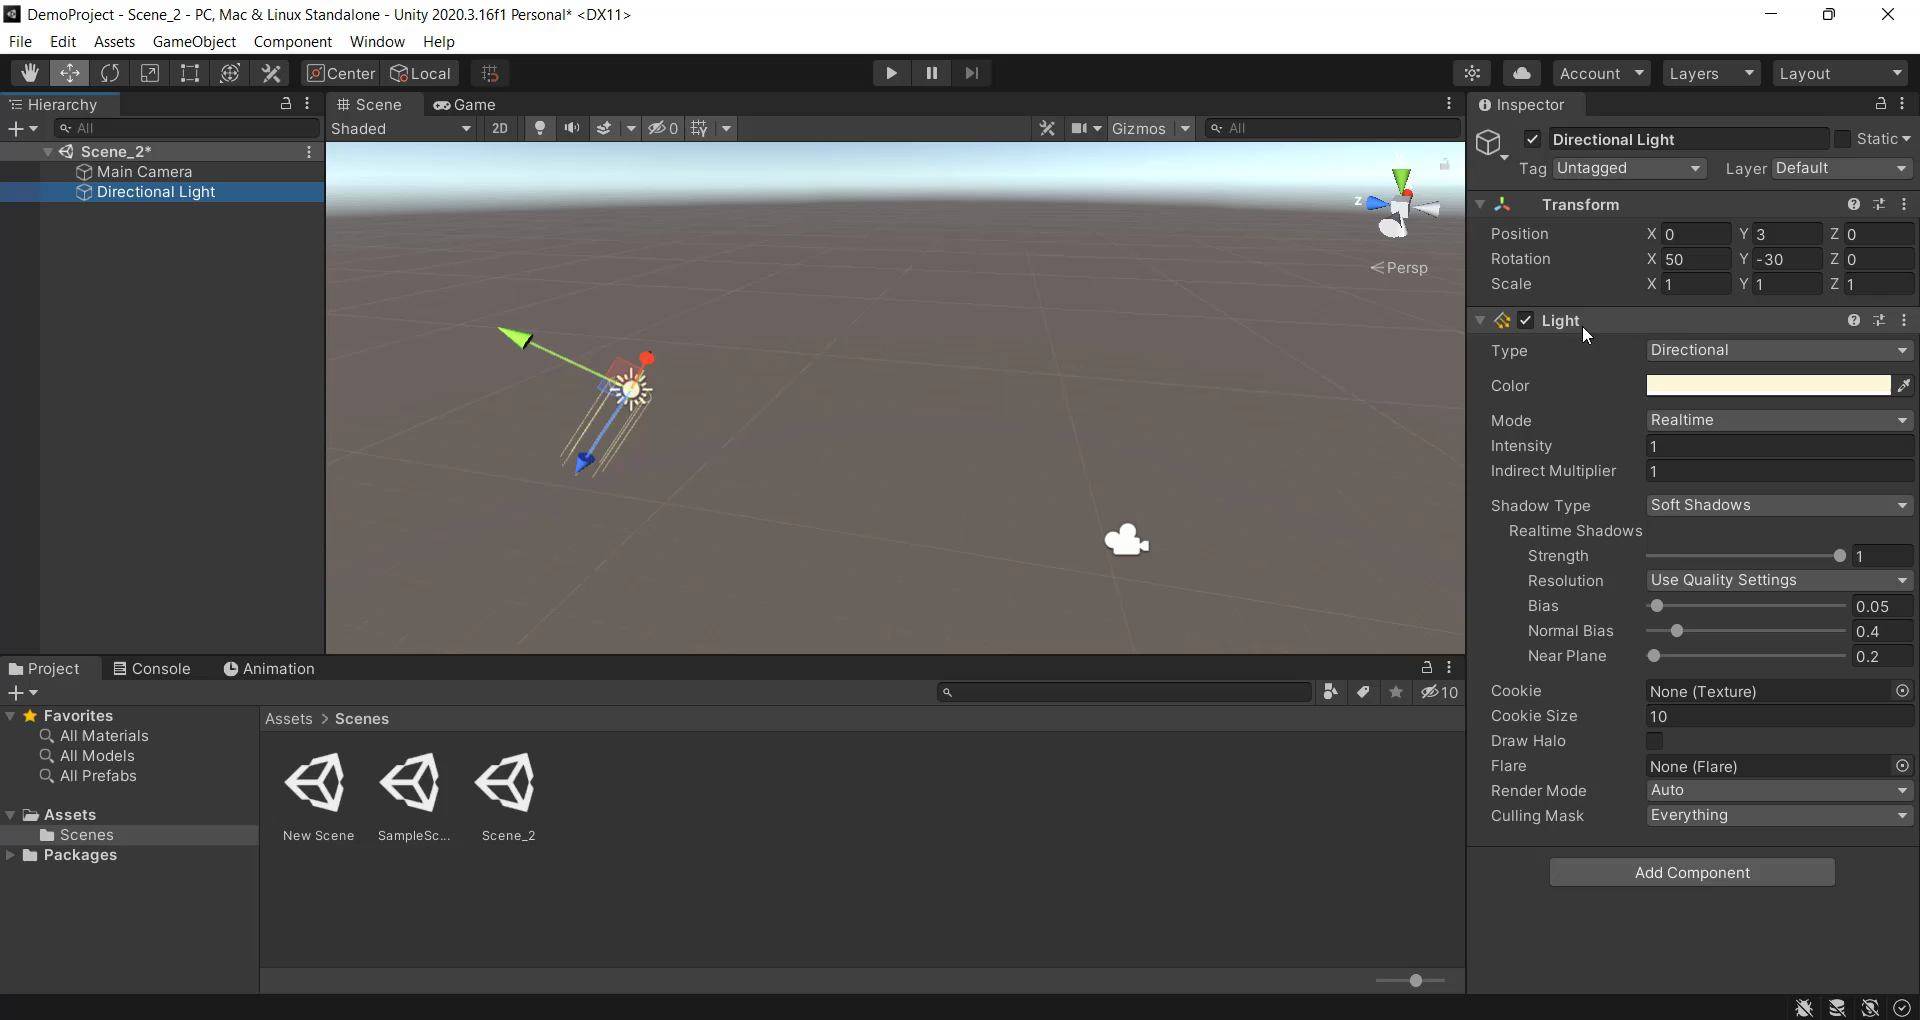 DemoProject - Scene_2 - PC, Mac & Linux Standalone - Unity 2020.3.16f1 Personal* <DX11>
File Edit Assets GameObject Component Window Help
Center Local Account Layers Layout
Hierarchy
All
Scene_2*
Main Camera
Directional Light
Scene Game
Shaded 2D 0 Gizmos All
z
Persp
Inspector
Directional Light Static
Tag Untagged Layer Default
Transform
Position X 0 Y 3 Z 0
Rotation X 50 Y -30 Z 0
Scale X 1 Y 1 Z 1
Light
Type Directional
Color
Mode Realtime
Intensity 1
Indirect Multiplier 1
Shadow Type Soft Shadows
Realtime Shadows
Strength 1
Resolution Use Quality Settings
Bias 0.05
Normal Bias 0.4
Near Plane 0.2
Cookie None (Texture)
Cookie Size 10
Draw Halo
Flare None (Flare)
Render Mode Auto
Culling Mask Everything
Add Component
Project Console Animation
10
Favorites
All Materials
All Models
All Prefabs
Assets
Scenes
Packages
Assets > Scenes
New Scene SampleSc... Scene_2